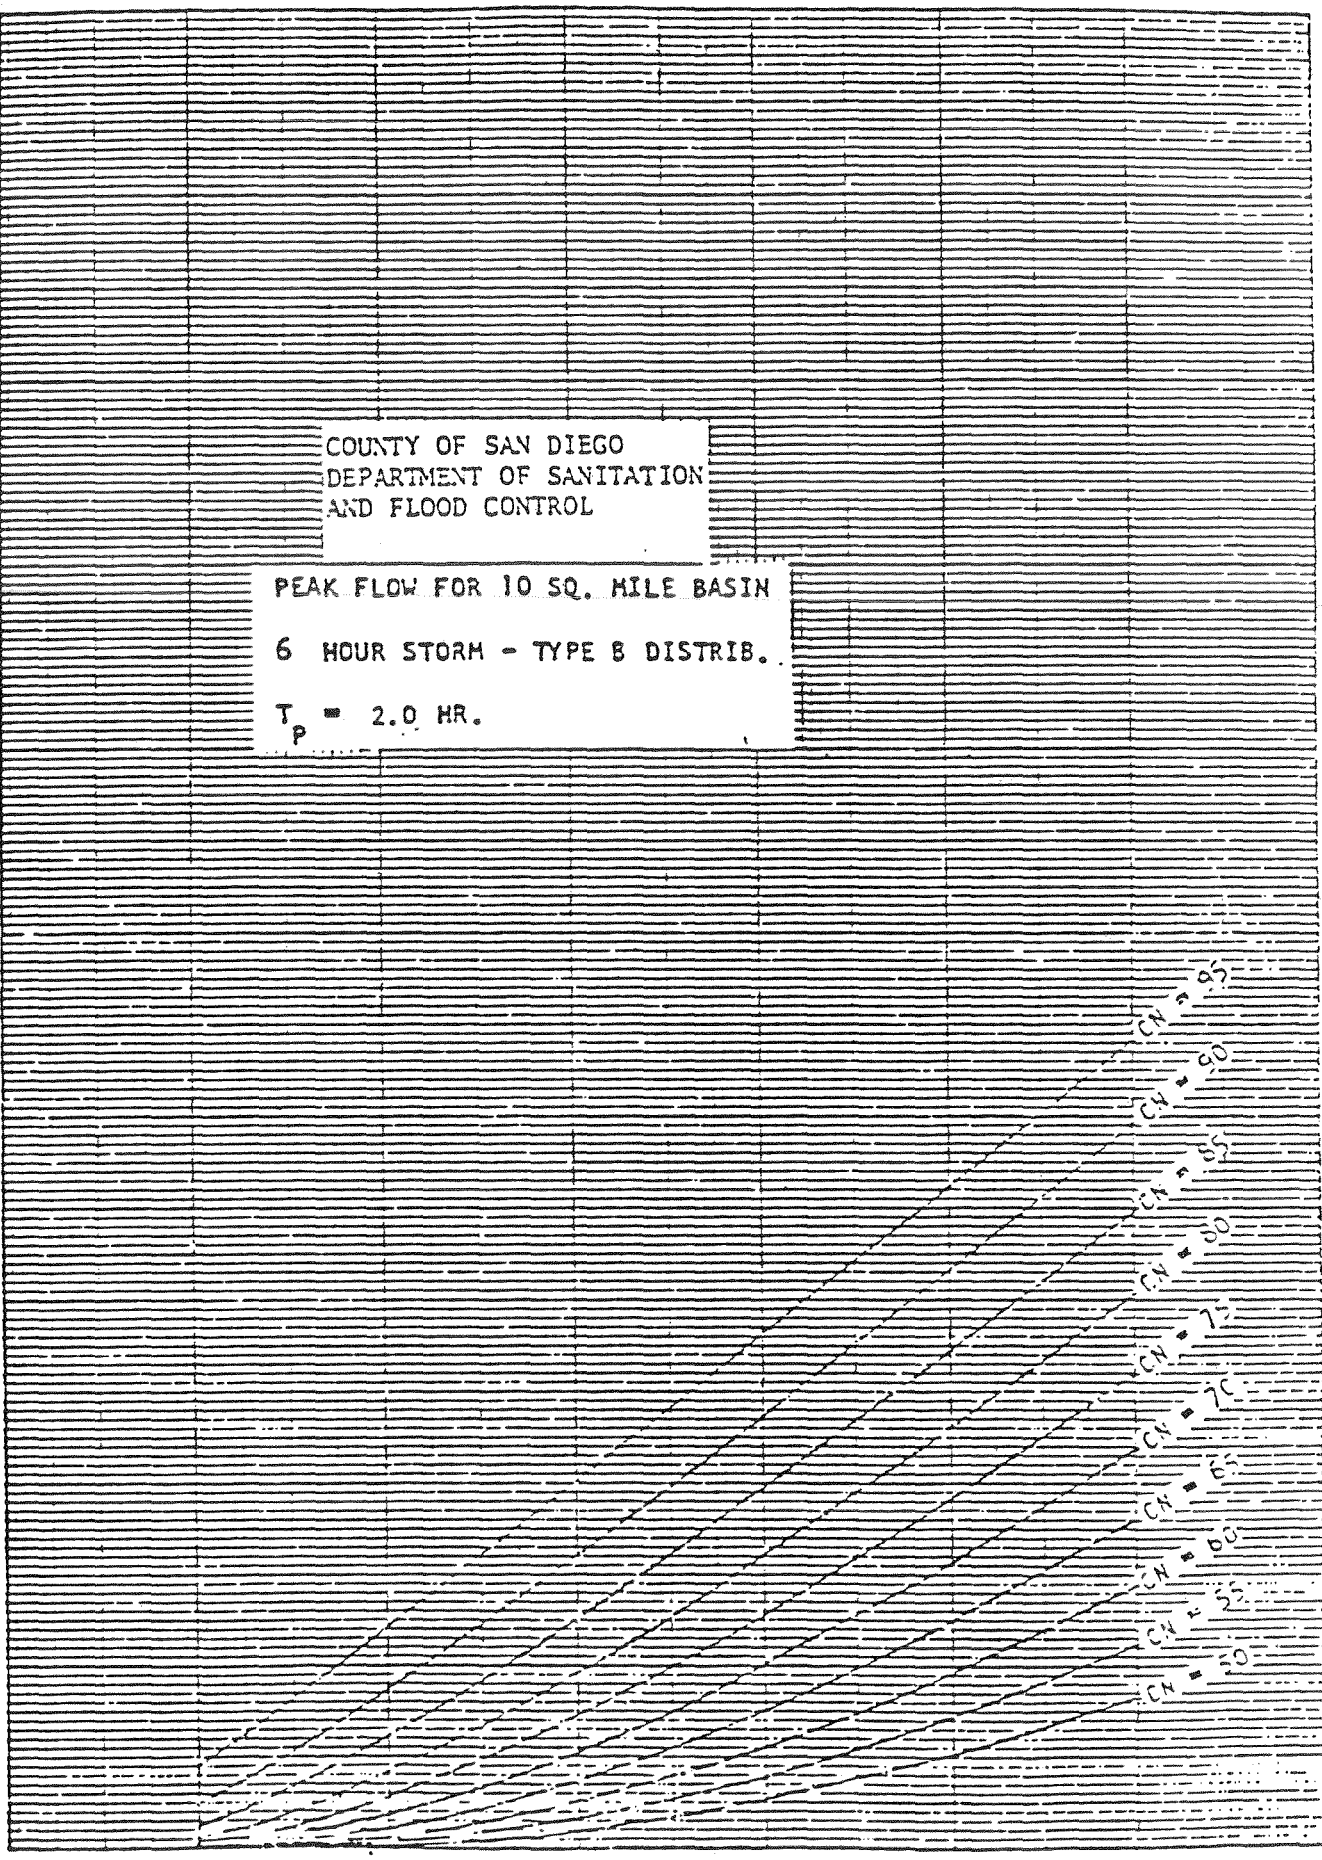 COUNTY OF SAN DIEGO
DEPARTMENT OF SANITATION
AND FLOOD CONTROL
PEAK FLOW FOR 10 SQ. MILE BASIN
6 HOUR STORM - TYPE B DISTRIB.
Tp = 2.0 HR.
CN = 95
CN = 90
CN = 85
CN = 80
CN = 75
CN = 70
CN = 65
CN = 60
CN = 55
CN = 50